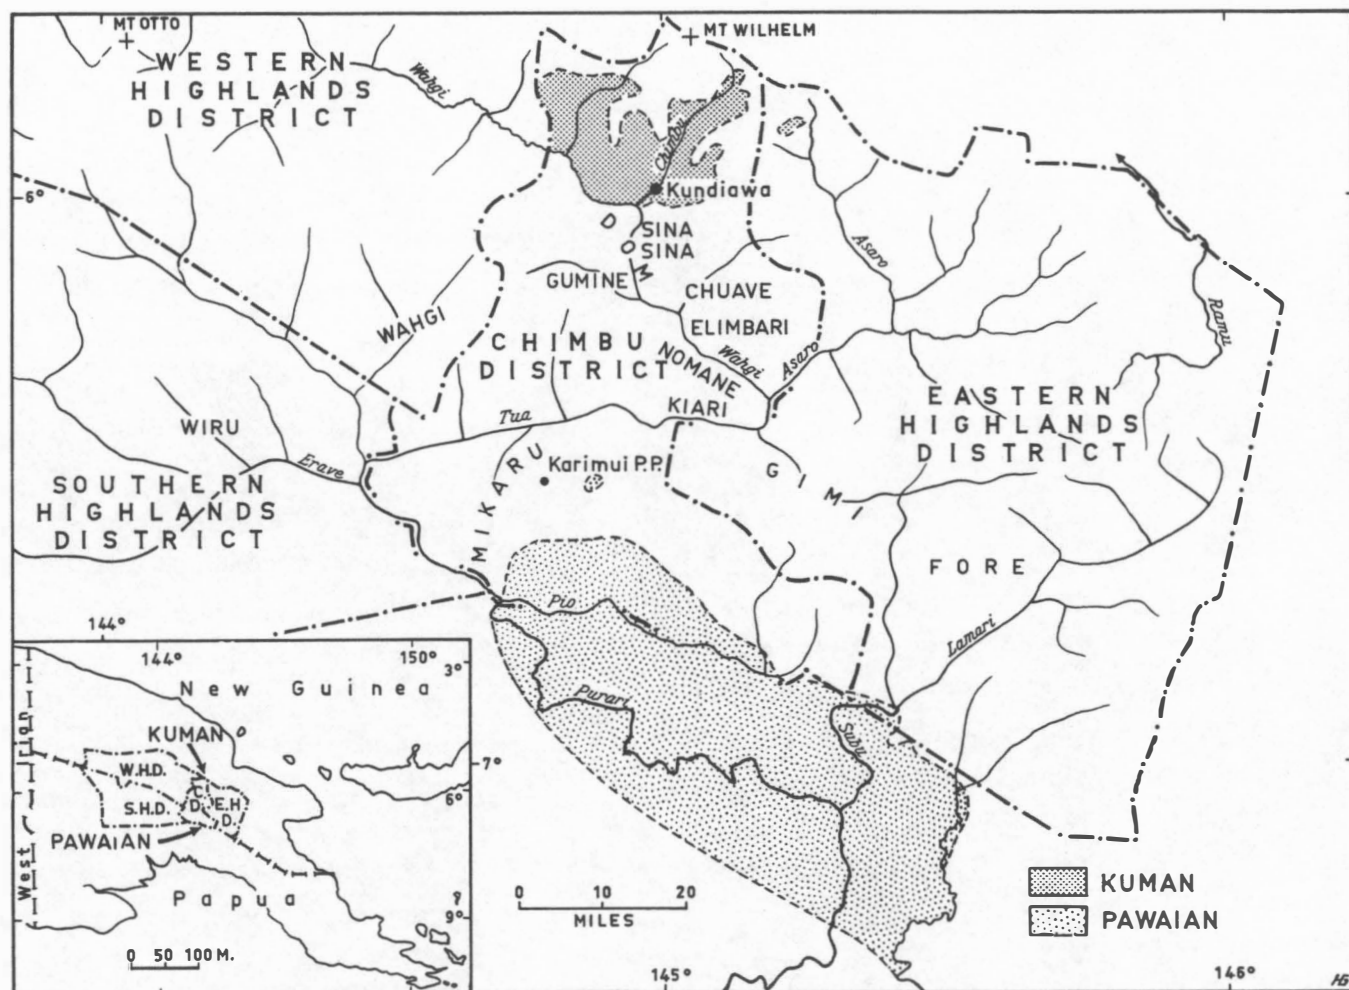 MT OTTO
MT WILHELM
WESTERN
HIGHLANDS
DISTRICT
Wahgi
Chimbu
Kundiawa
6°
DOM
SINA
SINA
GUMINE
CHUAVE
ELIMBARI
Asaro
Ramu
WAHGI
CHIMBU
DISTRICT
NOMANE
Wahgi
Asaro
KIARI
EASTERN
HIGHLANDS
DISTRICT
WIRU
Tua
Erave
MIKARU
Karimui P.P.
GIMI
SOUTHERN
HIGHLANDS
DISTRICT
FORE
Pio
Lamari
Purari
Subu
144°
7°
0 10 20
MILES
KUMAN
PAWAIAN
145°
146°
HG
144°
150°
3°
New Guinea
KUMAN
West Irian
W.H.D.
C.
D.
E.H.
D.
S.H.D.
6°
PAWAIAN
Papua
9°
0 50 100 M.